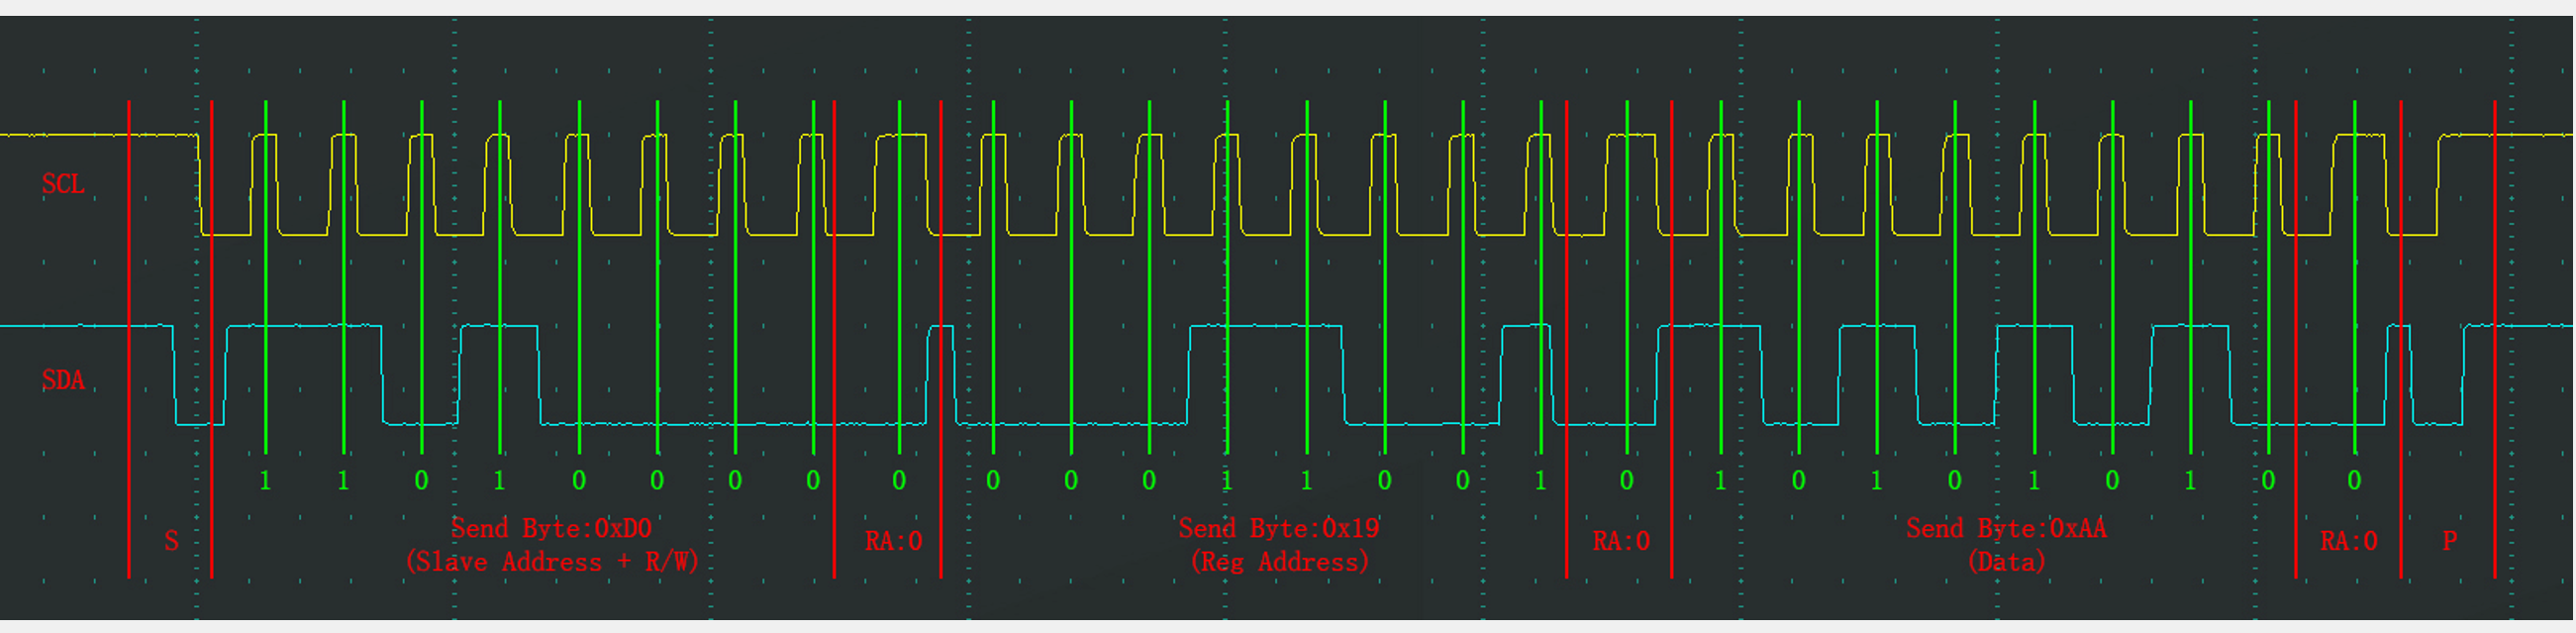 SCL
SDA
1 1 0 1 0 0 0 0 0 0 0 0 1 1 0 0 1 0 1 0 1 0 1 0 1 0 0
S Send Byte:0xD0 (Slave Address + R/W) RA:0 Send Byte:0x19 (Reg Address) RA:0 Send Byte:0xAA (Data) RA:0 P